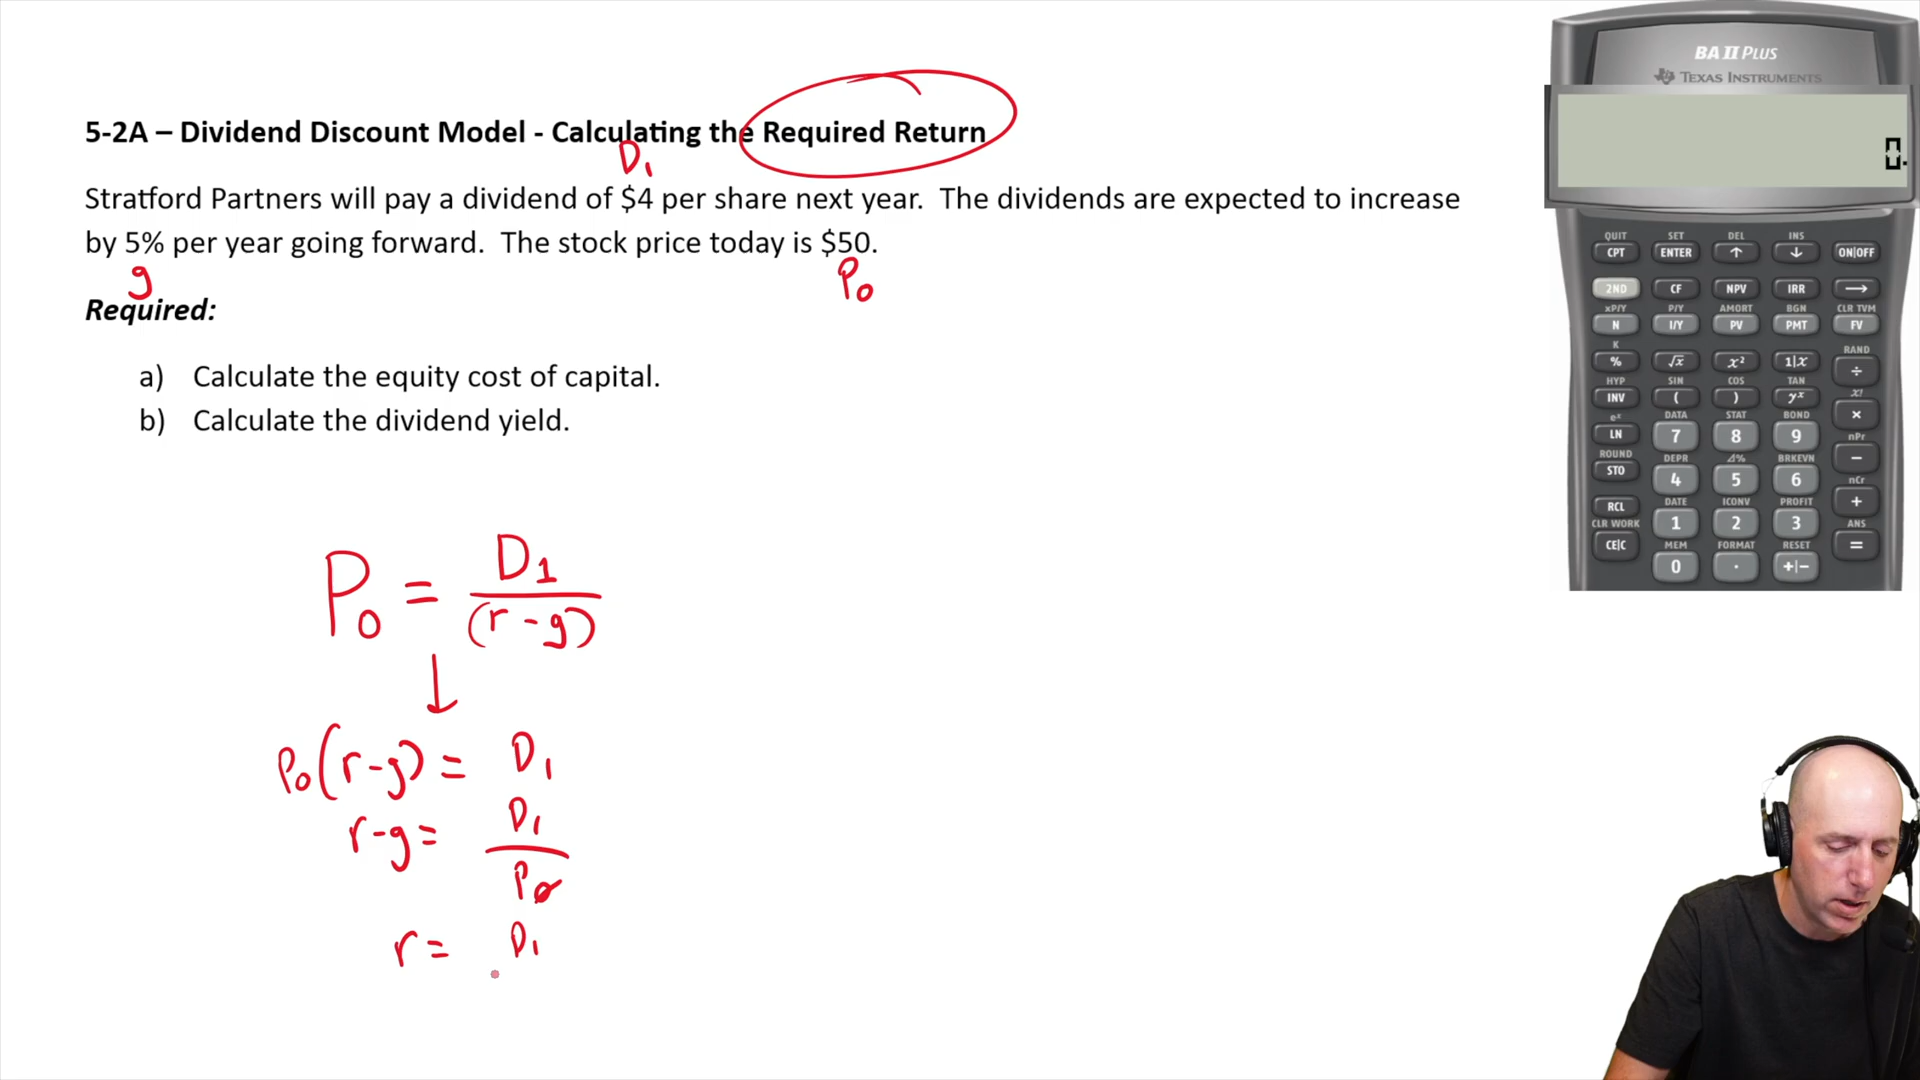 5-2A – Dividend Discount Model - Calculating the Required Return
D1
Stratford Partners will pay a dividend of $4 per share next year. The dividends are expected to increase
by 5% per year going forward. The stock price today is $50.
g P0
Required:
a) Calculate the equity cost of capital.
b) Calculate the dividend yield.
P0 = D1
(r - g)
↓
P0(r-g) = D1
r-g = D1
P0
r = D1
BA II PLUS
TEXAS INSTRUMENTS
0.
QUIT SET DEL INS
CPT ENTER ↑ ↓ ON|OFF
2ND CF NPV IRR →
xP/Y P/Y AMORT BGN CLR TVM
N I/Y PV PMT FV
K RAND
% √x x² 1|x ÷
HYP SIN COS TAN x!
INV ( ) yˣ ×
eˣ DATA STAT BOND nPr
LN 7 8 9 −
ROUND DEPR Δ% BRKEVN nCr
STO 4 5 6 +
DATE ICONV PROFIT ANS
RCL 1 2 3 =
CLR WORK MEM FORMAT RESET
CE|C 0 . +|−